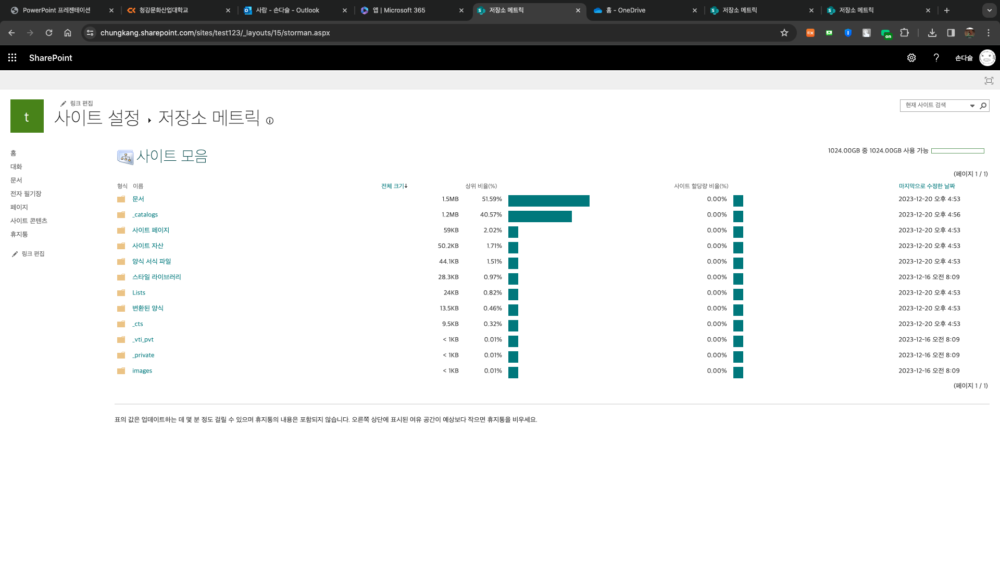 PowerPoint 프레젠테이션
청강문화산업대학교
사람 - 손다슬 - Outlook
앱 | Microsoft 365
저장소 메트릭
홈 - OneDrive
저장소 메트릭
저장소 메트릭
chungkang.sharepoint.com/sites/test123/_layouts/15/storman.aspx
on
SharePoint
손다슬
t
링크 편집
사이트 설정 ▸ 저장소 메트릭
현재 사이트 검색
홈
대화
문서
전자 필기장
페이지
사이트 콘텐츠
휴지통
링크 편집
사이트 모음
1024.00GB 중 1024.00GB 사용 가능
(페이지 1 / 1)
형식 이름 전체 크기↓ 상위 비율(%) 사이트 할당량 비율(%) 마지막으로 수정한 날짜
문서 1.5MB 51.59% 0.00% 2023-12-20 오후 4:53
_catalogs 1.2MB 40.57% 0.00% 2023-12-20 오후 4:56
사이트 페이지 59KB 2.02% 0.00% 2023-12-20 오후 4:53
사이트 자산 50.2KB 1.71% 0.00% 2023-12-20 오후 4:53
양식 서식 파일 44.1KB 1.51% 0.00% 2023-12-20 오후 4:53
스타일 라이브러리 28.3KB 0.97% 0.00% 2023-12-16 오전 8:09
Lists 24KB 0.82% 0.00% 2023-12-20 오후 4:53
변환된 양식 13.5KB 0.46% 0.00% 2023-12-20 오후 4:53
_cts 9.5KB 0.32% 0.00% 2023-12-20 오후 4:53
_vti_pvt < 1KB 0.01% 0.00% 2023-12-16 오전 8:09
_private < 1KB 0.01% 0.00% 2023-12-16 오전 8:09
images < 1KB 0.01% 0.00% 2023-12-16 오전 8:09
(페이지 1 / 1)
표의 값은 업데이트하는 데 몇 분 정도 걸릴 수 있으며 휴지통의 내용은 포함되지 않습니다. 오른쪽 상단에 표시된 여유 공간이 예상보다 작으면 휴지통을 비우세요.